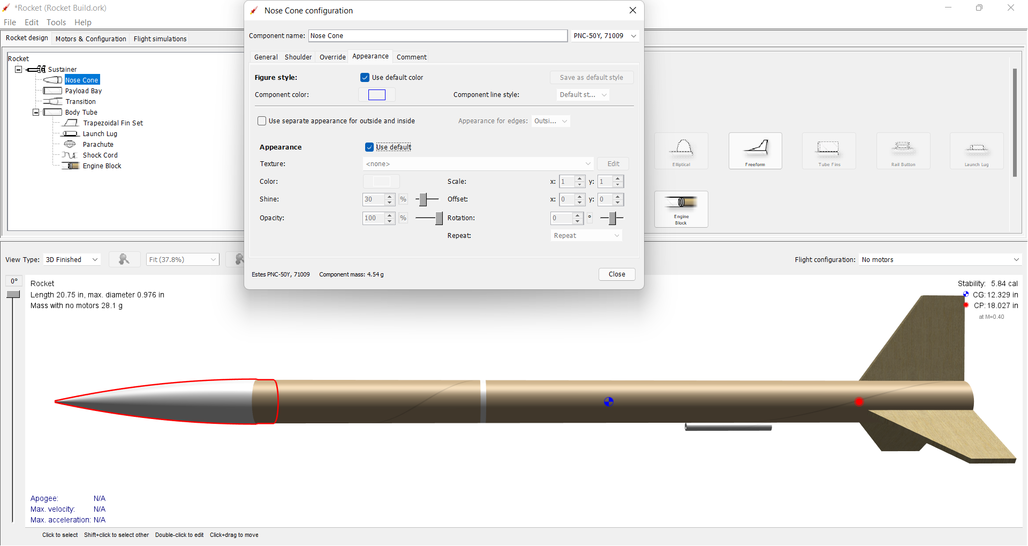 *Rocket (Rocket Build.ork)
File Edit Tools Help
Rocket design Motors & Configuration Flight simulations
Rocket
Sustainer
Nose Cone
Payload Bay
Transition
Body Tube
Trapezoidal Fin Set
Launch Lug
Parachute
Shock Cord
Engine Block
Nose Cone configuration
Component name: Nose Cone PNC-50Y, 71009
General Shoulder Override Appearance Comment
Figure style: Use default color Save as default style
Component color: Component line style: Default st...
Use separate appearance for outside and inside Appearance for edges: Outsi...
Appearance Use default
Texture: <none> Edit
Color: Scale: x: 1 y: 1
Shine: 30 % Offset: x: 0 y: 0
Opacity: 100 % Rotation: 0 °
Repeat: Repeat
Estes PNC-50Y, 71009 Component mass: 4.54 g Close
Elliptical Freeform Tube Fins Rail Button Launch Lug
Engine
Block
View Type: 3D Finished Fit (37.8%) Flight configuration: No motors
0°
Rocket
Length 20.75 in, max. diameter 0.976 in
Mass with no motors 28.1 g
Stability: 5.84 cal
CG: 12.329 in
CP: 18.027 in
at M=0.40
Apogee: N/A
Max. velocity: N/A
Max. acceleration: N/A
Click to select Shift+click to select other Double-click to edit Click+drag to move